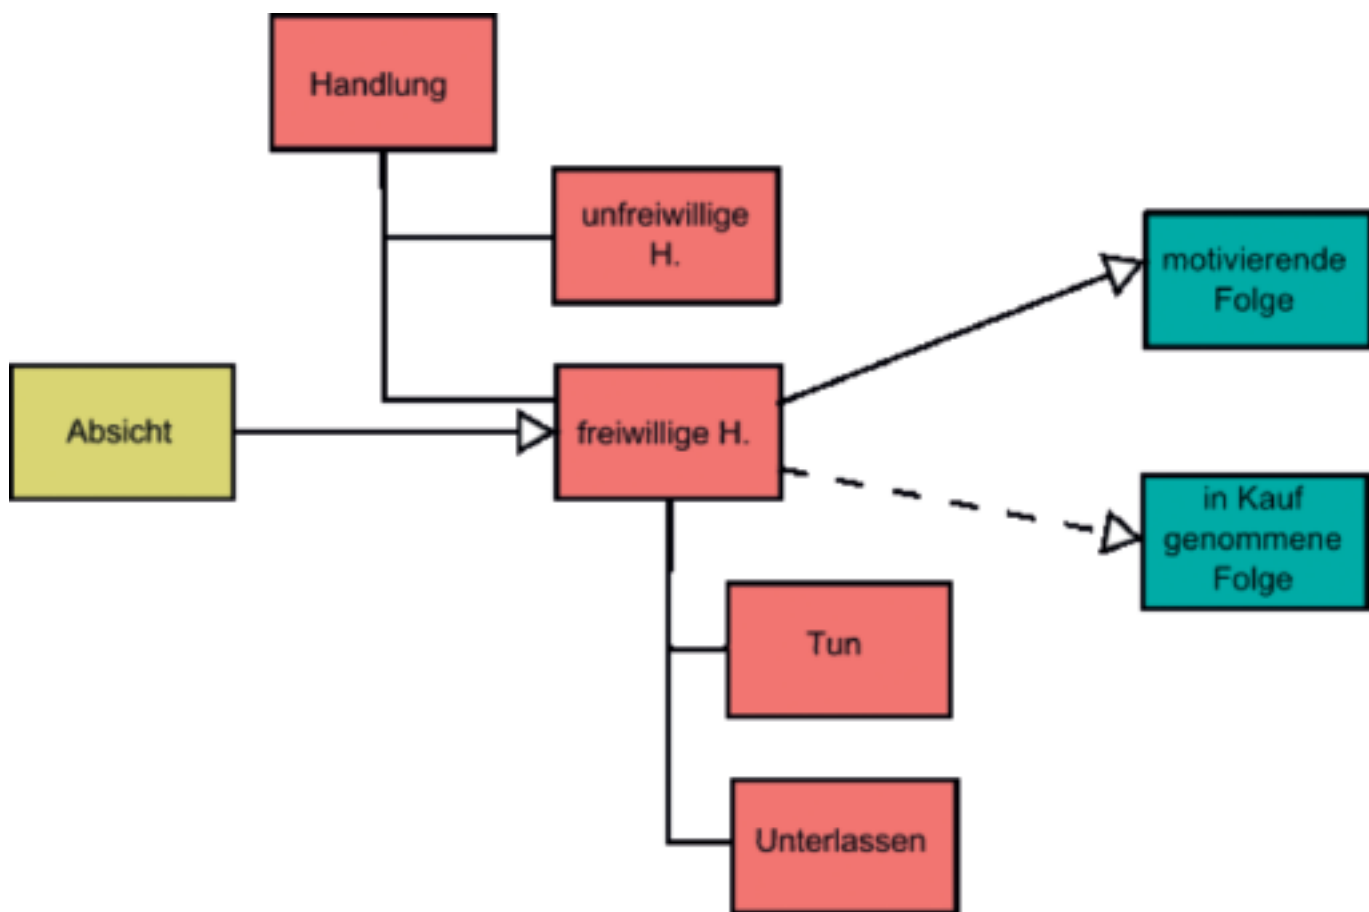 Handlung
unfreiwillige
H.
motivierende
Folge
Absicht
freiwillige H.
in Kauf
genommene
Folge
Tun
Unterlassen